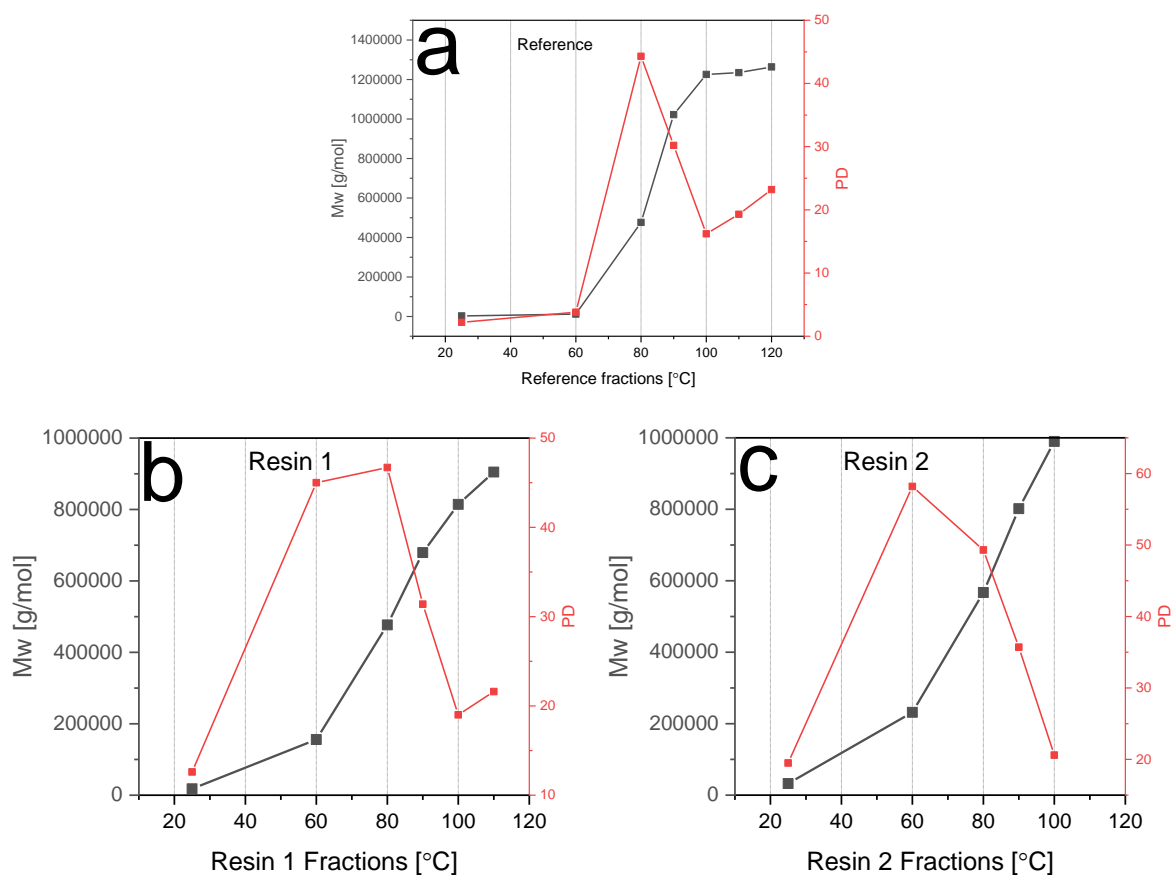 a
Reference
1400000
1200000
1000000
800000
600000
400000
200000
0
Mw [g/mol]
50
40
30
20
10
0
PD
20 40 60 80 100 120
Reference fractions [°C]
b
Resin 1
1000000
800000
600000
400000
200000
0
Mw [g/mol]
50
40
30
20
10
PD
20 40 60 80 100 120
Resin 1 Fractions [°C]
c
Resin 2
1000000
800000
600000
400000
200000
0
Mw [g/mol]
60
50
40
30
20
PD
20 40 60 80 100 120
Resin 2 Fractions [°C]